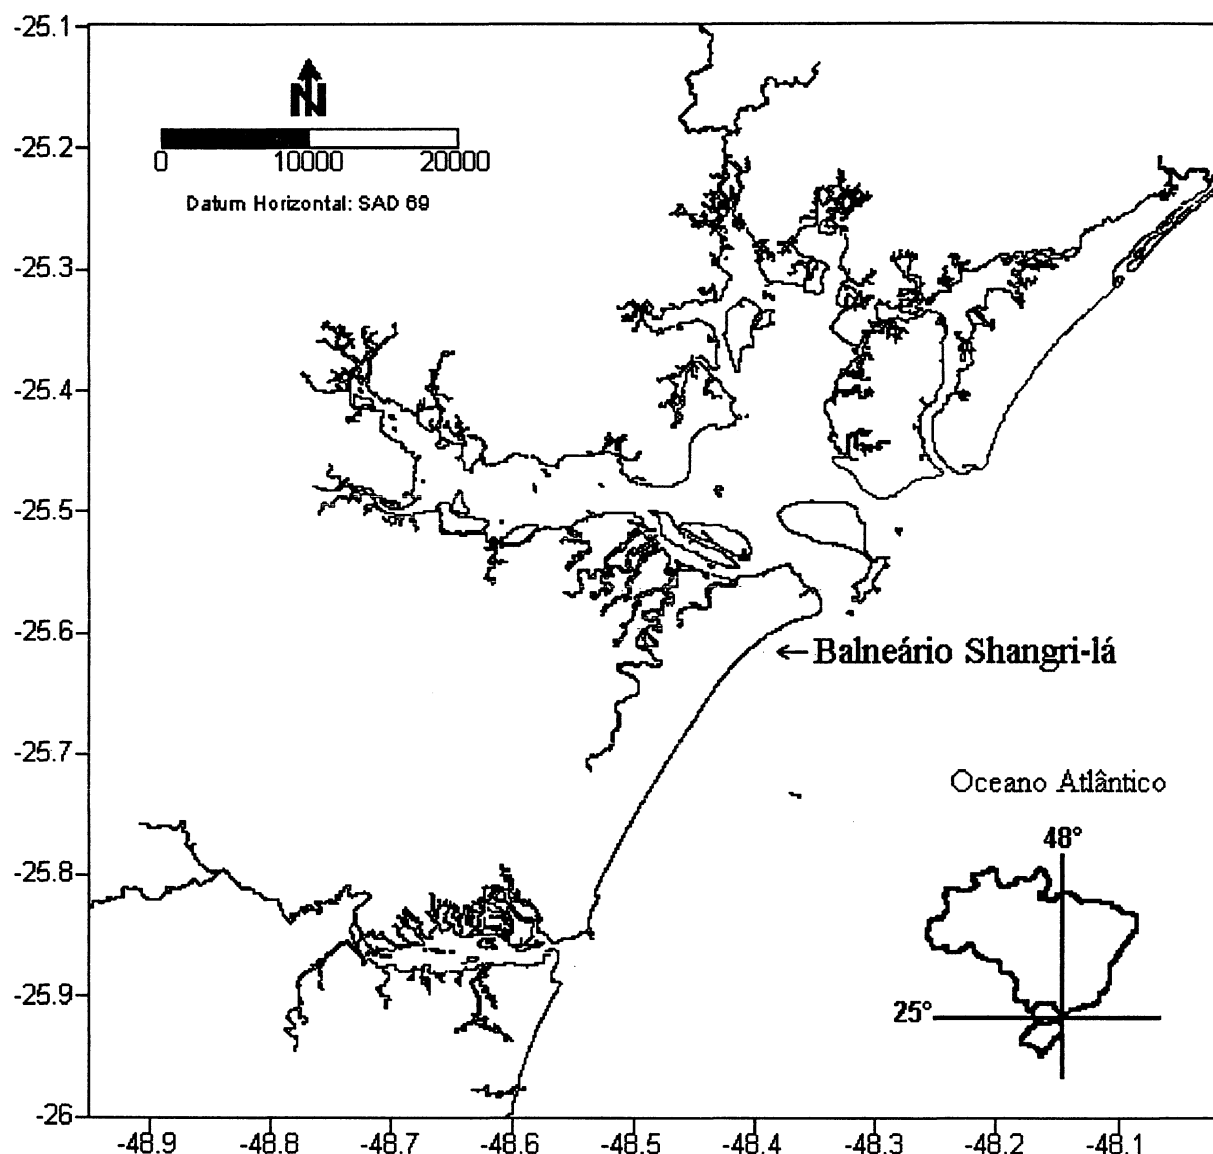 -25.1
N
0 10000 20000
Datum Horizontal: SAD 69
-25.2
-25.3
-25.4
-25.5
-25.6
←Balneário Shangri-lá
-25.7
Oceano Atlântico
48°
-25.8
-25.9
25°
-26
-48.9 -48.8 -48.7 -48.6 -48.5 -48.4 -48.3 -48.2 -48.1